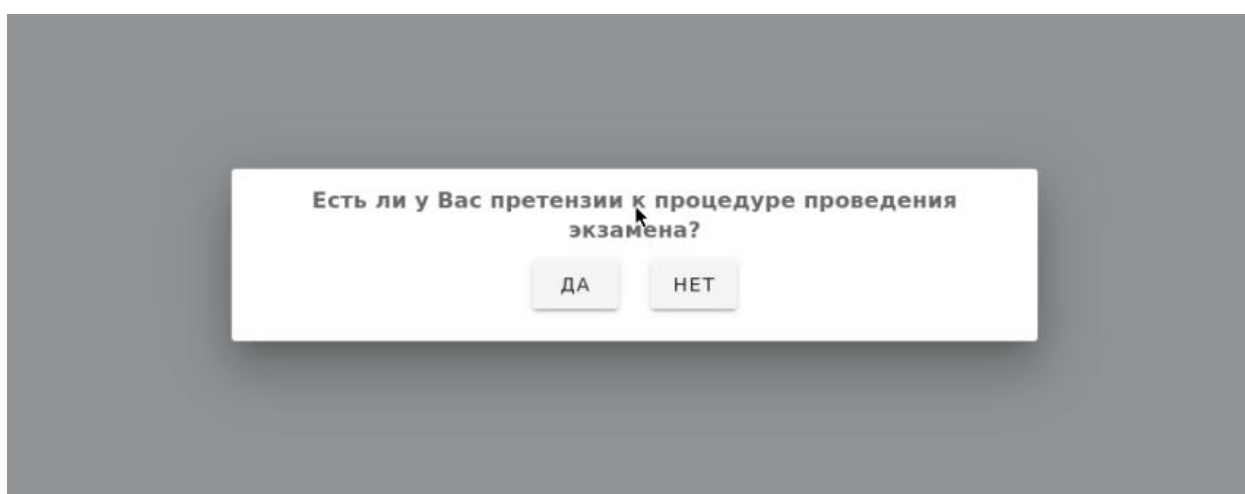 Есть ли у Вас претензии к процедуре проведения
экзамена?
ДА НЕТ